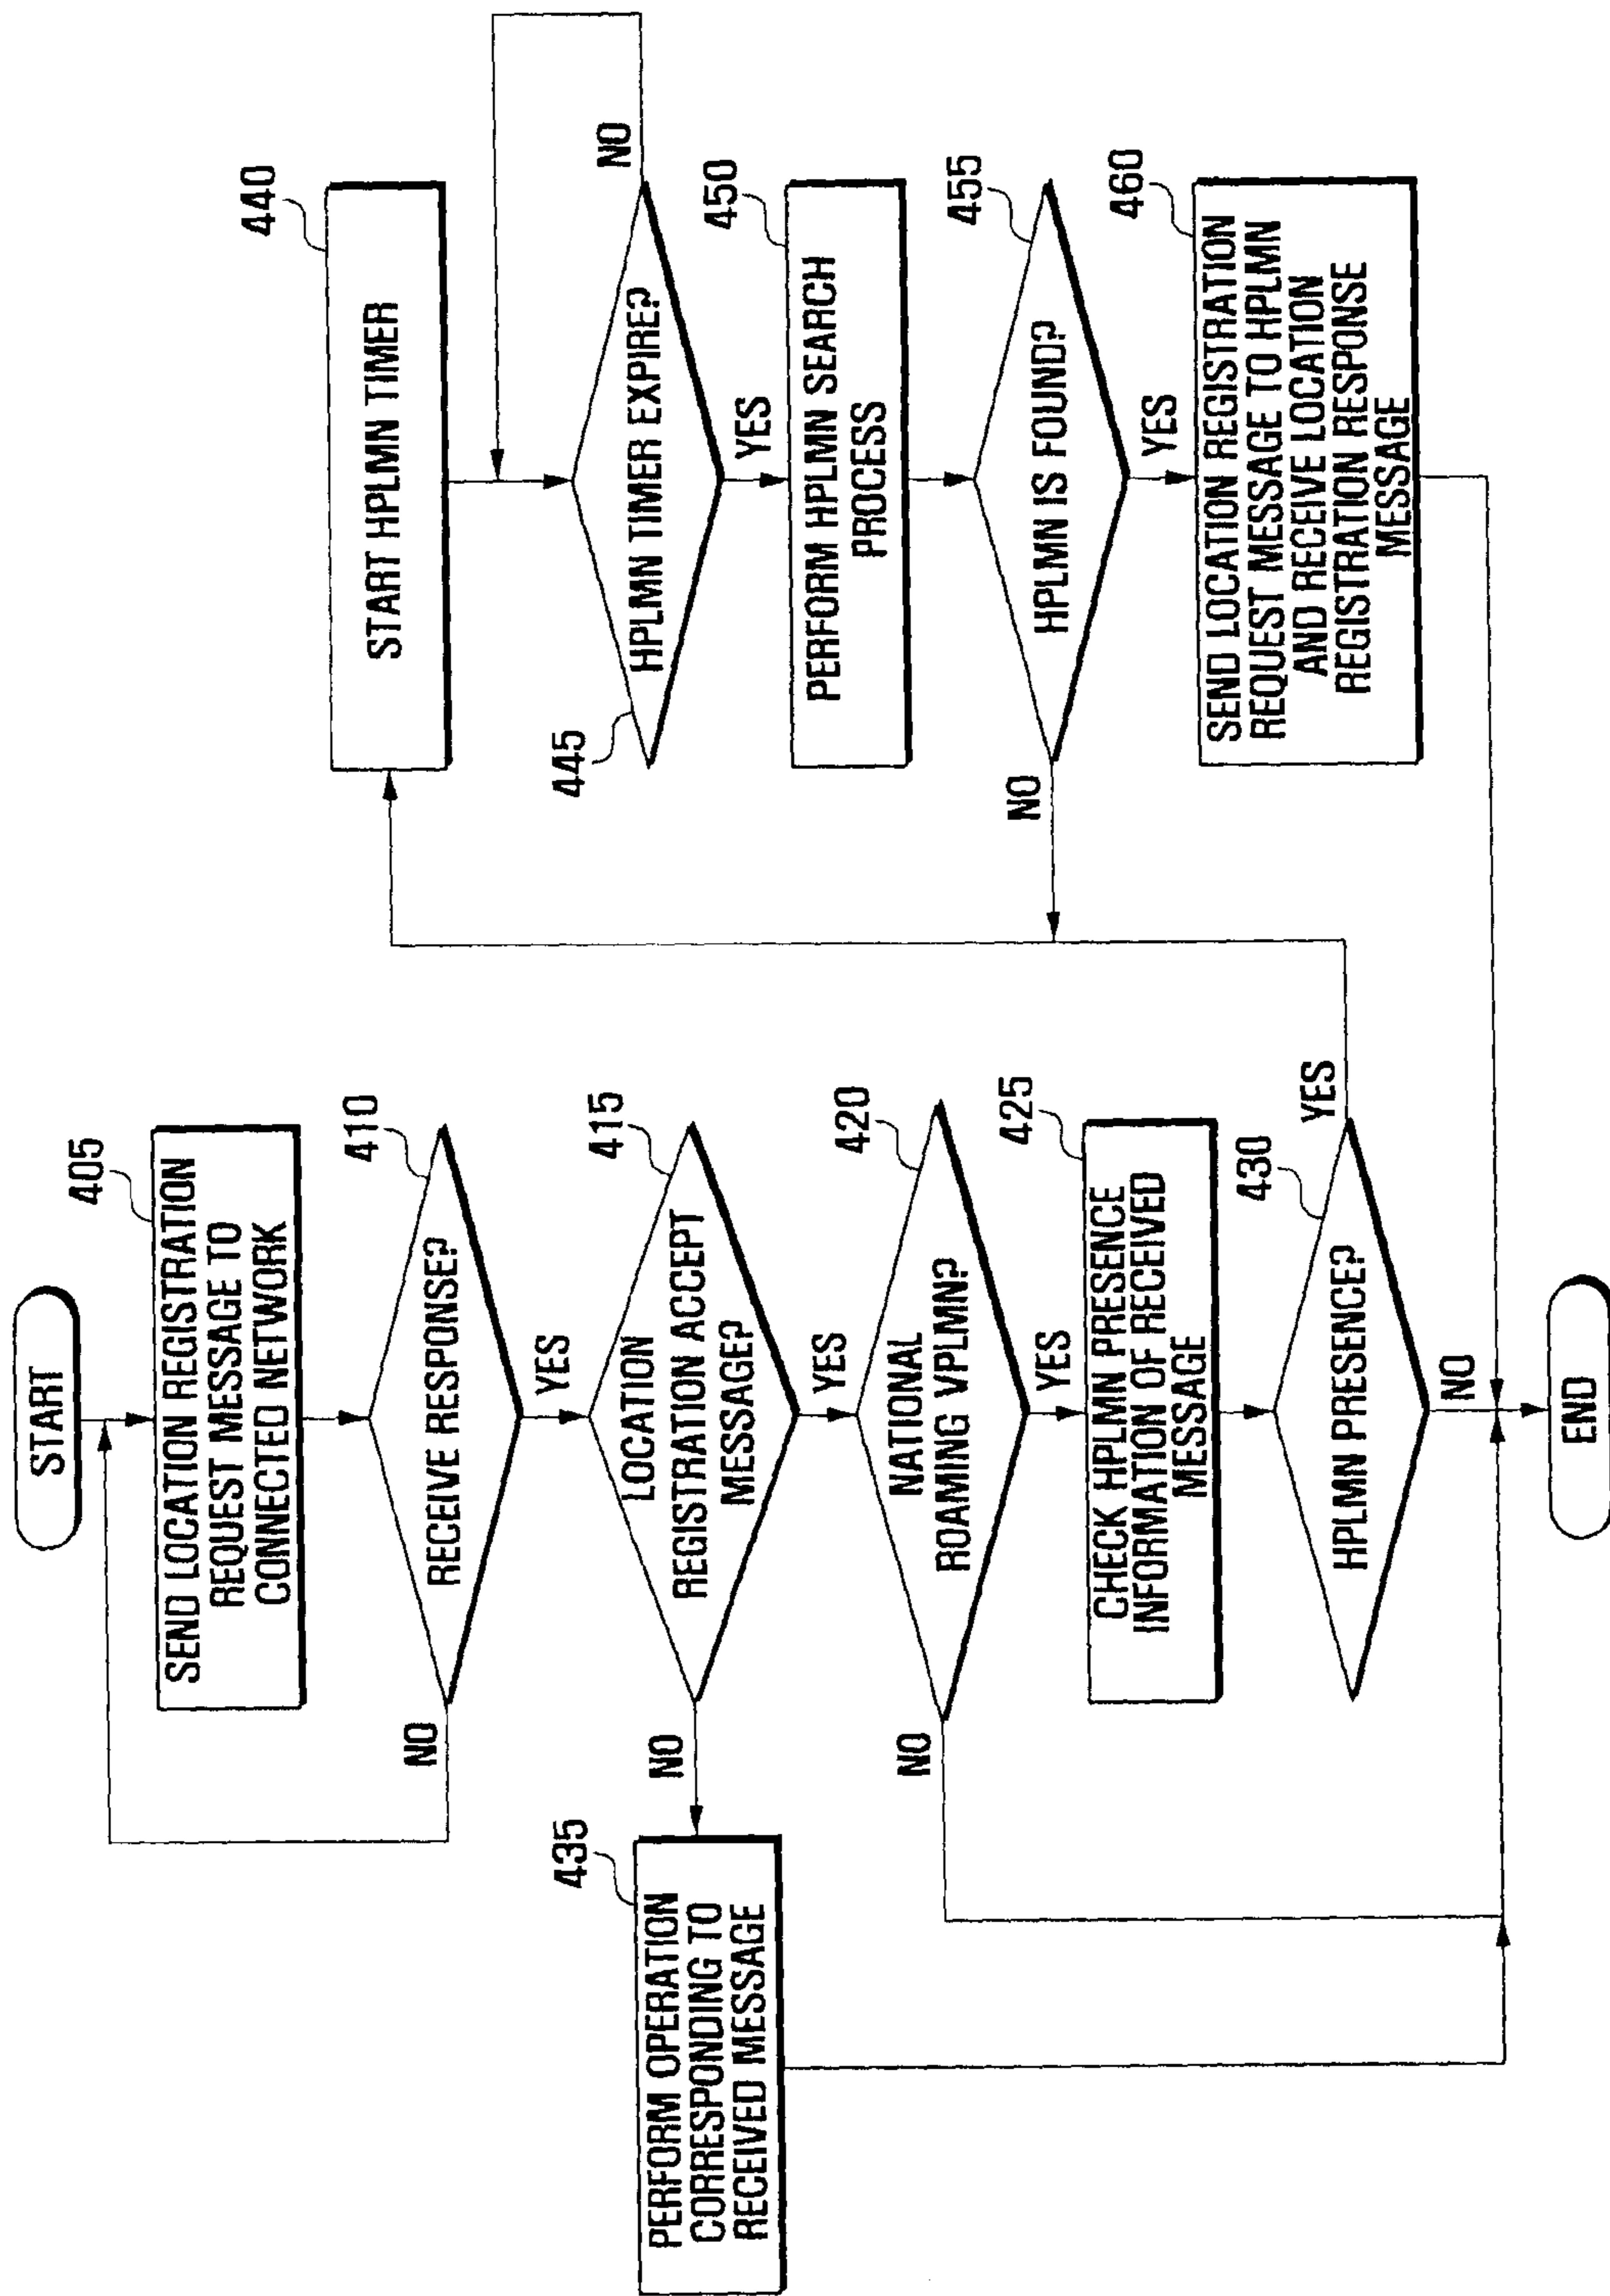 START
405
SEND LOCATION REGISTRATION
REQUEST MESSAGE TO
CONNECTED NETWORK
410
RECEIVE RESPONSE?
NO
YES
415
LOCATION
REGISTRATION ACCEPT
MESSAGE?
NO
YES
435
PERFORM OPERATION
CORRESPONDING TO
RECEIVED MESSAGE
420
NATIONAL
ROAMING VPLMN?
NO
YES
425
CHECK HPLMN PRESENCE
INFORMATION OF RECEIVED
MESSAGE
430
HPLMN PRESENCE?
YES
NO
END
440
START HPLMN TIMER
445
HPLMN TIMER EXPIRE?
NO
YES
450
PERFORM HPLMN SEARCH
PROCESS
455
HPLMN IS FOUND?
NO
YES
460
SEND LOCATION REGISTRATION
REQUEST MESSAGE TO HPLMN
AND RECEIVE LOCATION
REGISTRATION RESPONSE
MESSAGE